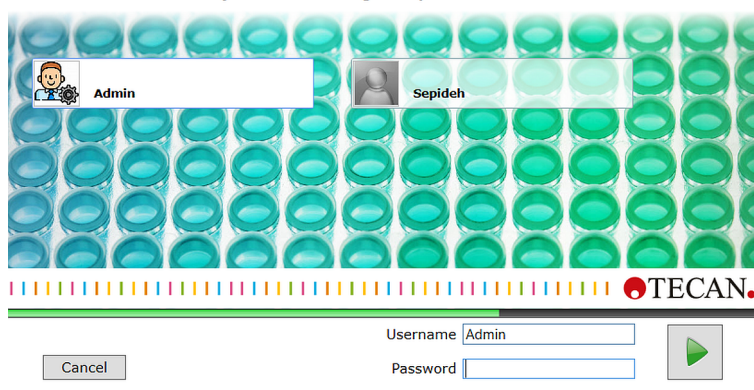 Admin
Sepideh
TECAN.
Username Admin
Password
Cancel